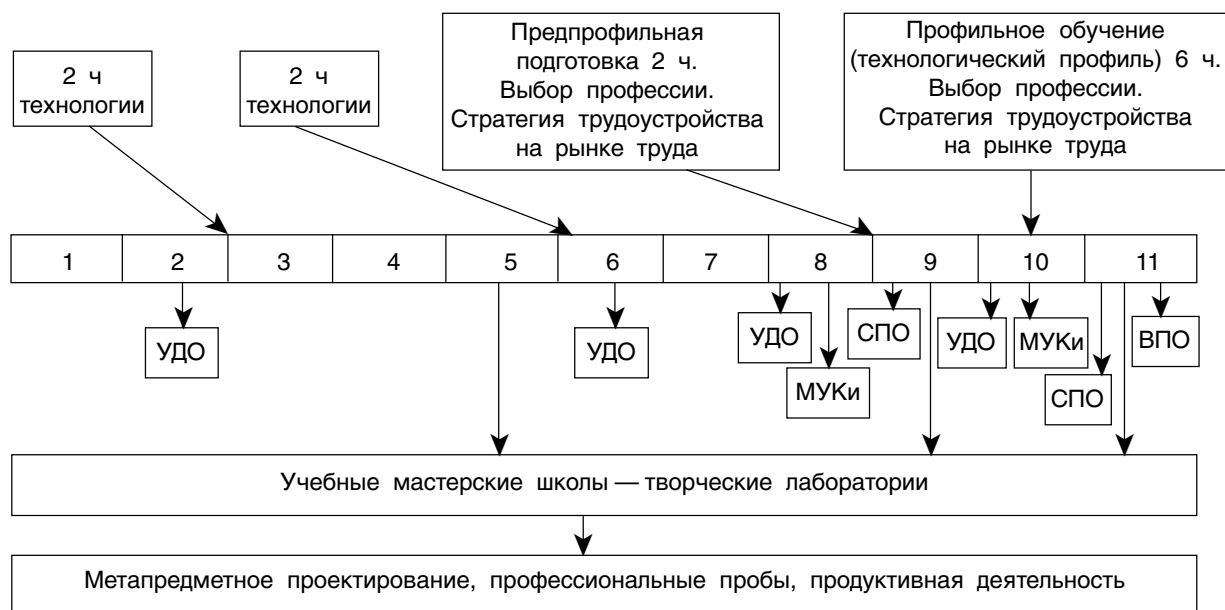 2 ч
технологии
2 ч
технологии
Предпрофильная
подготовка 2 ч.
Выбор профессии.
Стратегия трудоустройства
на рынке труда
Профильное обучение
(технологический профиль) 6 ч.
Выбор профессии.
Стратегия трудоустройства
на рынке труда
1 2 3 4 5 6 7 8 9 10 11
УДО УДО УДО СПО УДО МУКи ВПО
МУКи СПО
Учебные мастерские школы — творческие лаборатории
Метапредметное проектирование, профессиональные пробы, продуктивная деятельность